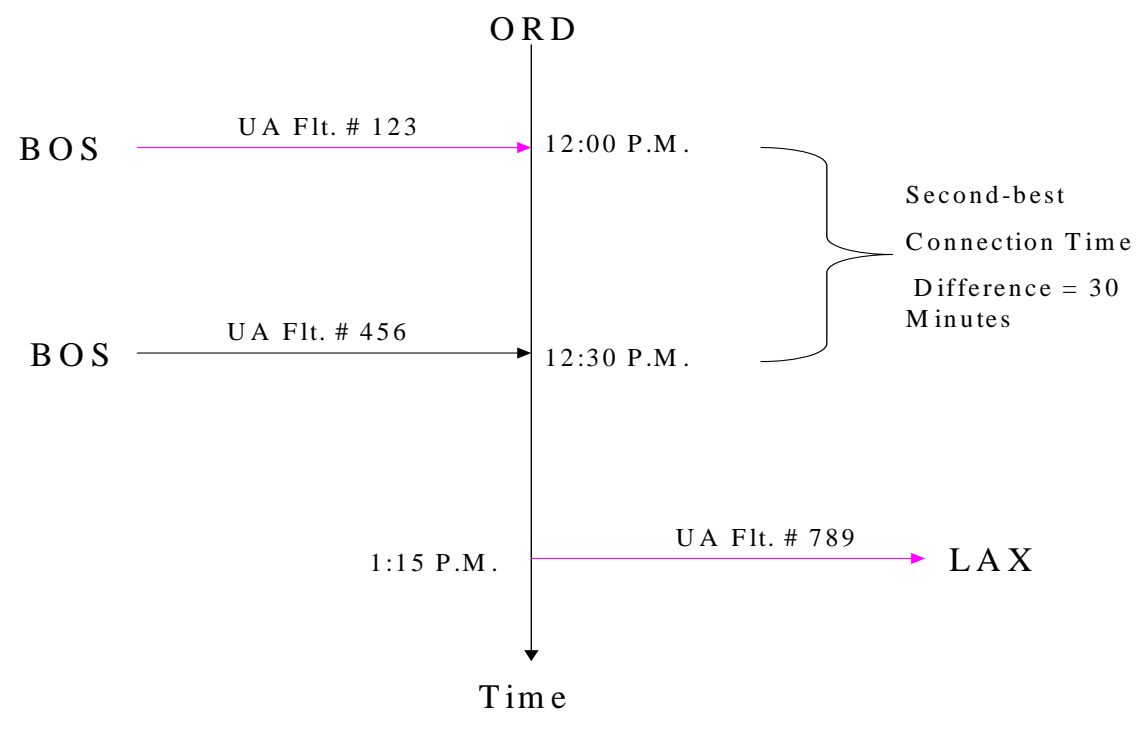 ORD
UA Flt. # 123
BOS
12:00 P.M.
Second-best
Connection Time
Difference = 30
Minutes
UA Flt. # 456
BOS
12:30 P.M.
UA Flt. # 789
1:15 P.M.
LAX
Time